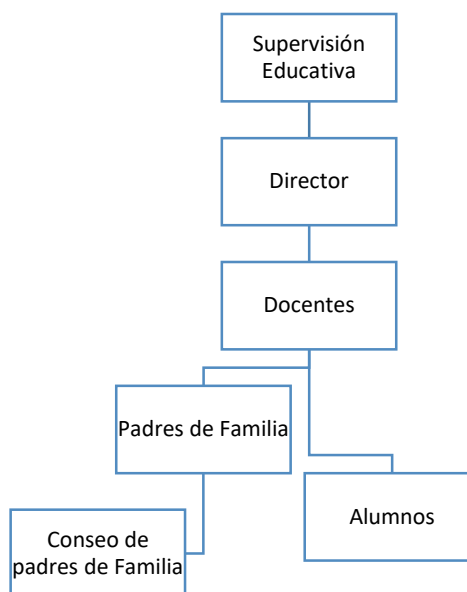 Supervisión
Educativa
Director
Docentes
Padres de Familia
Alumnos
Conseo de
padres de Familia